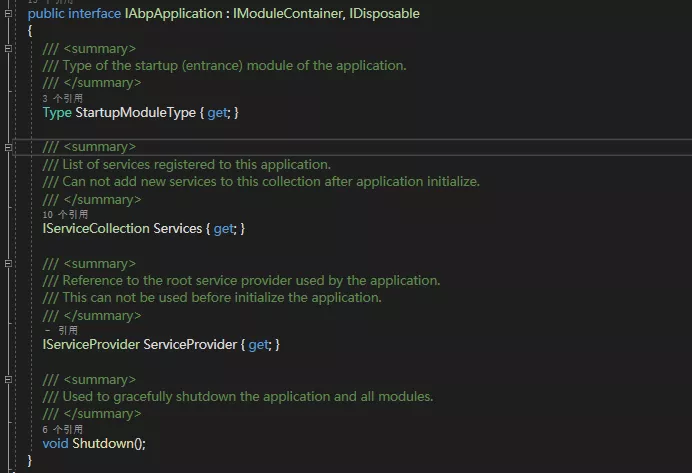 public interface IAbpApplication : IModuleContainer, IDisposable
{
/// <summary>
/// Type of the startup (entrance) module of the application.
/// </summary>
3 个引用
Type StartupModuleType { get; }
/// <summary>
/// List of services registered to this application.
/// Can not add new services to this collection after application initialize.
/// </summary>
10 个引用
IServiceCollection Services { get; }
/// <summary>
/// Reference to the root service provider used by the application.
/// This can not be used before initialize the application.
/// </summary>
- 引用
IServiceProvider ServiceProvider { get; }
/// <summary>
/// Used to gracefully shutdown the application and all modules.
/// </summary>
6 个引用
void Shutdown();
}